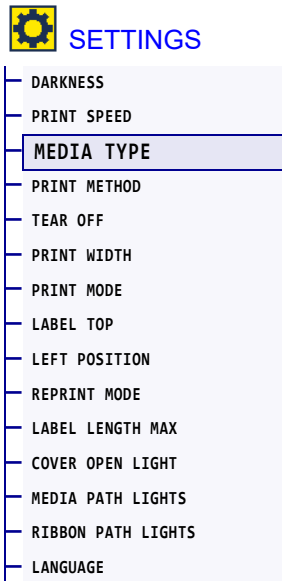 SETTINGS
DARKNESS
PRINT SPEED
MEDIA TYPE
PRINT METHOD
TEAR OFF
PRINT WIDTH
PRINT MODE
LABEL TOP
LEFT POSITION
REPRINT MODE
LABEL LENGTH MAX
COVER OPEN LIGHT
MEDIA PATH LIGHTS
RIBBON PATH LIGHTS
LANGUAGE